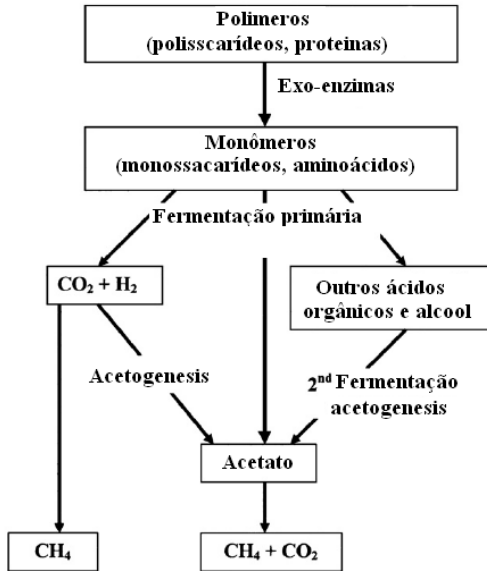 Polimeros
(polisscarídeos, proteinas)
Exo-enzimas
Monômeros
(monossacarídeos, aminoácidos)
Fermentação primária
CO₂ + H₂
Outros ácidos
orgânicos e alcool
Acetogenesis
2ⁿᵈ Fermentação
acetogenesis
Acetato
CH₄
CH₄ + CO₂